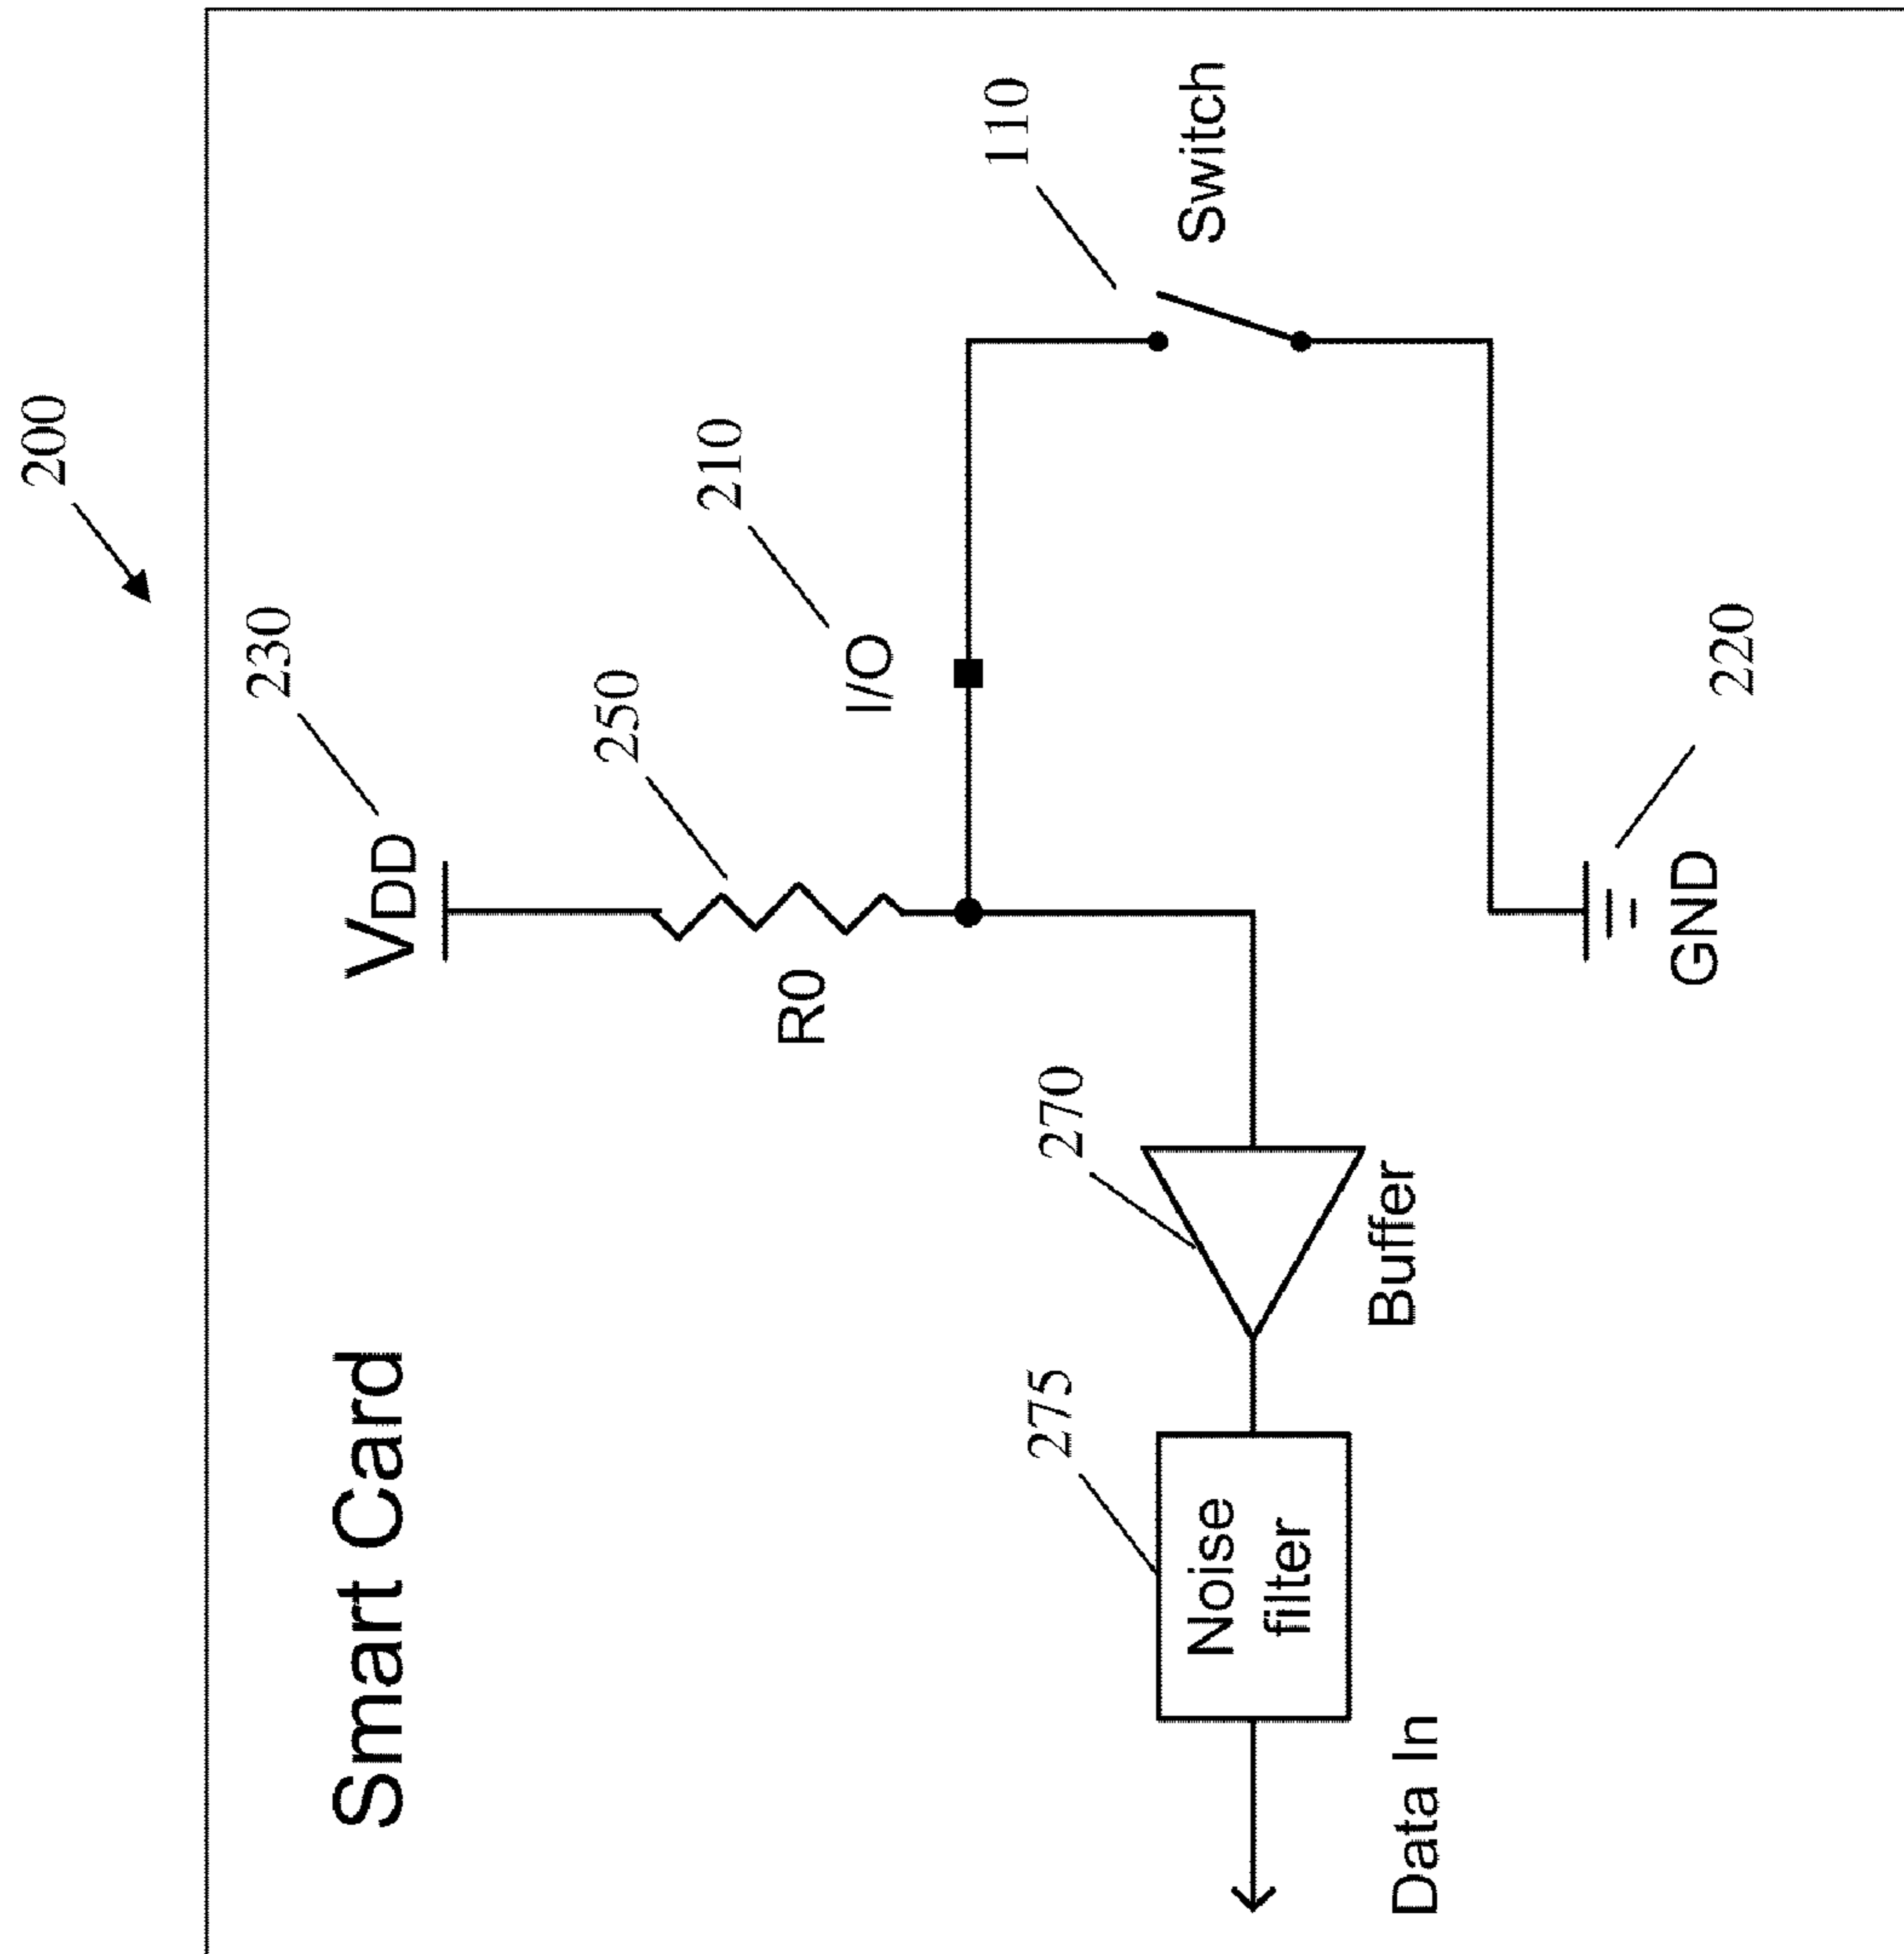 200
230
Smart Card
VDD
250
210
R0
I/O
110
275
270
Switch
Noise
filter
Buffer
Data In
GND
220